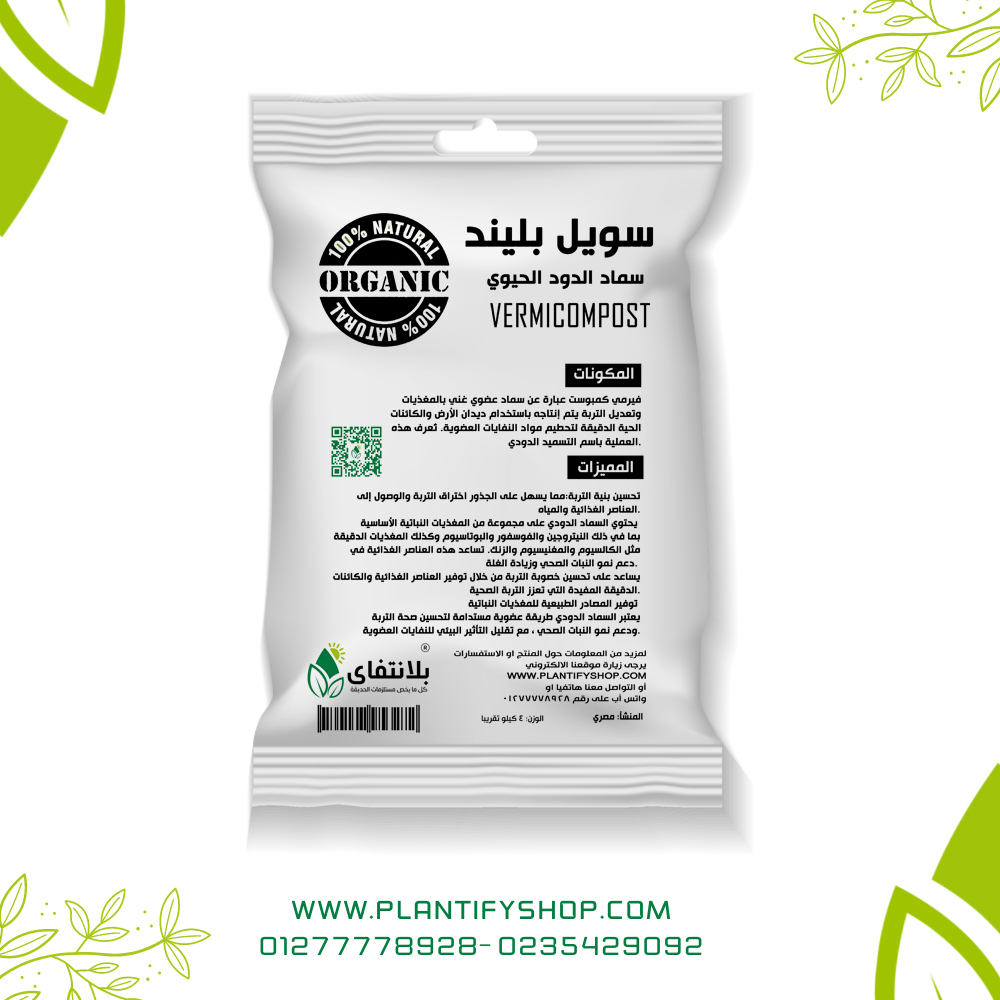 سويل بليند
سماد الدود الحيوي
VERMICOMPOST
100% NATURAL
ORGANIC
100% NATURAL
المكونات
فيرمي كمبوست عبارة عن سماد عضوي غني بالمغذيات
وتعديل التربة يتم إنتاجه باستخدام ديدان الأرض والكائنات
الحية الدقيقة لتحطيم مواد النفايات العضوية. تُعرف هذه
.العملية باسم التسميد الدودي
المميزات
تحسين بنية التربة:مما يسهل على الجذور اختراق التربة والوصول إلى
.العناصر الغذائية والمياه
يحتوي السماد الدودي على مجموعة من المغذيات النباتية الأساسية
بما في ذلك النيتروجين والفوسفور والبوتاسيوم وكذلك المغذيات الدقيقة
مثل الكالسيوم والمغنيسيوم والزنك. تساعد هذه العناصر الغذائية في
.دعم نمو النبات الصحي وزيادة الغلة
يساعد على تحسين خصوبة التربة من خلال توفير العناصر الغذائية والكائنات
.الدقيقة المفيدة التي تعزز التربة الصحية
توفير المصادر الطبيعية للمغذيات النباتية
يعتبر السماد الدودي طريقة عضوية مستدامة لتحسين صحة التربة
.ودعم نمو النبات الصحي ، مع تقليل التأثير البيئي للنفايات العضوية
لمزيد من المعلومات حول المنتج او الاستفسارات
يرجى زيارة موقعنا الالكتروني
WWW.PLANTIFYSHOP.COM
أو التواصل معنا هاتفيا او
واتس أب على رقم ٠١٢٧٧٧٧٨٩٢٨
المنشأ: مصري
الوزن: ٤ كيلو تقريبا
®
بلانتفاى
كل ما يخص مستلزمات الحديقة
WWW.PLANTIFYSHOP.COM
01277778928-0235429092